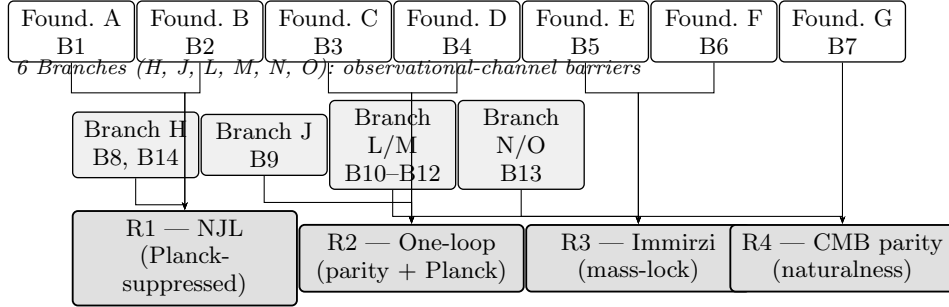 Found. A
B1
Found. B
B2
Found. C
B3
Found. D
B4
Found. E
B5
Found. F
B6
Found. G
B7
6 Branches (H, J, L, M, N, O): observational-channel barriers
Branch H
B8, B14
Branch J
B9
Branch
L/M
B10–B12
Branch
N/O
B13
R1 — NJL
(Planck-
suppressed)
R2 — One-loop
(parity + Planck)
R3 — Immirzi
(mass-lock)
R4 — CMB parity
(naturalness)